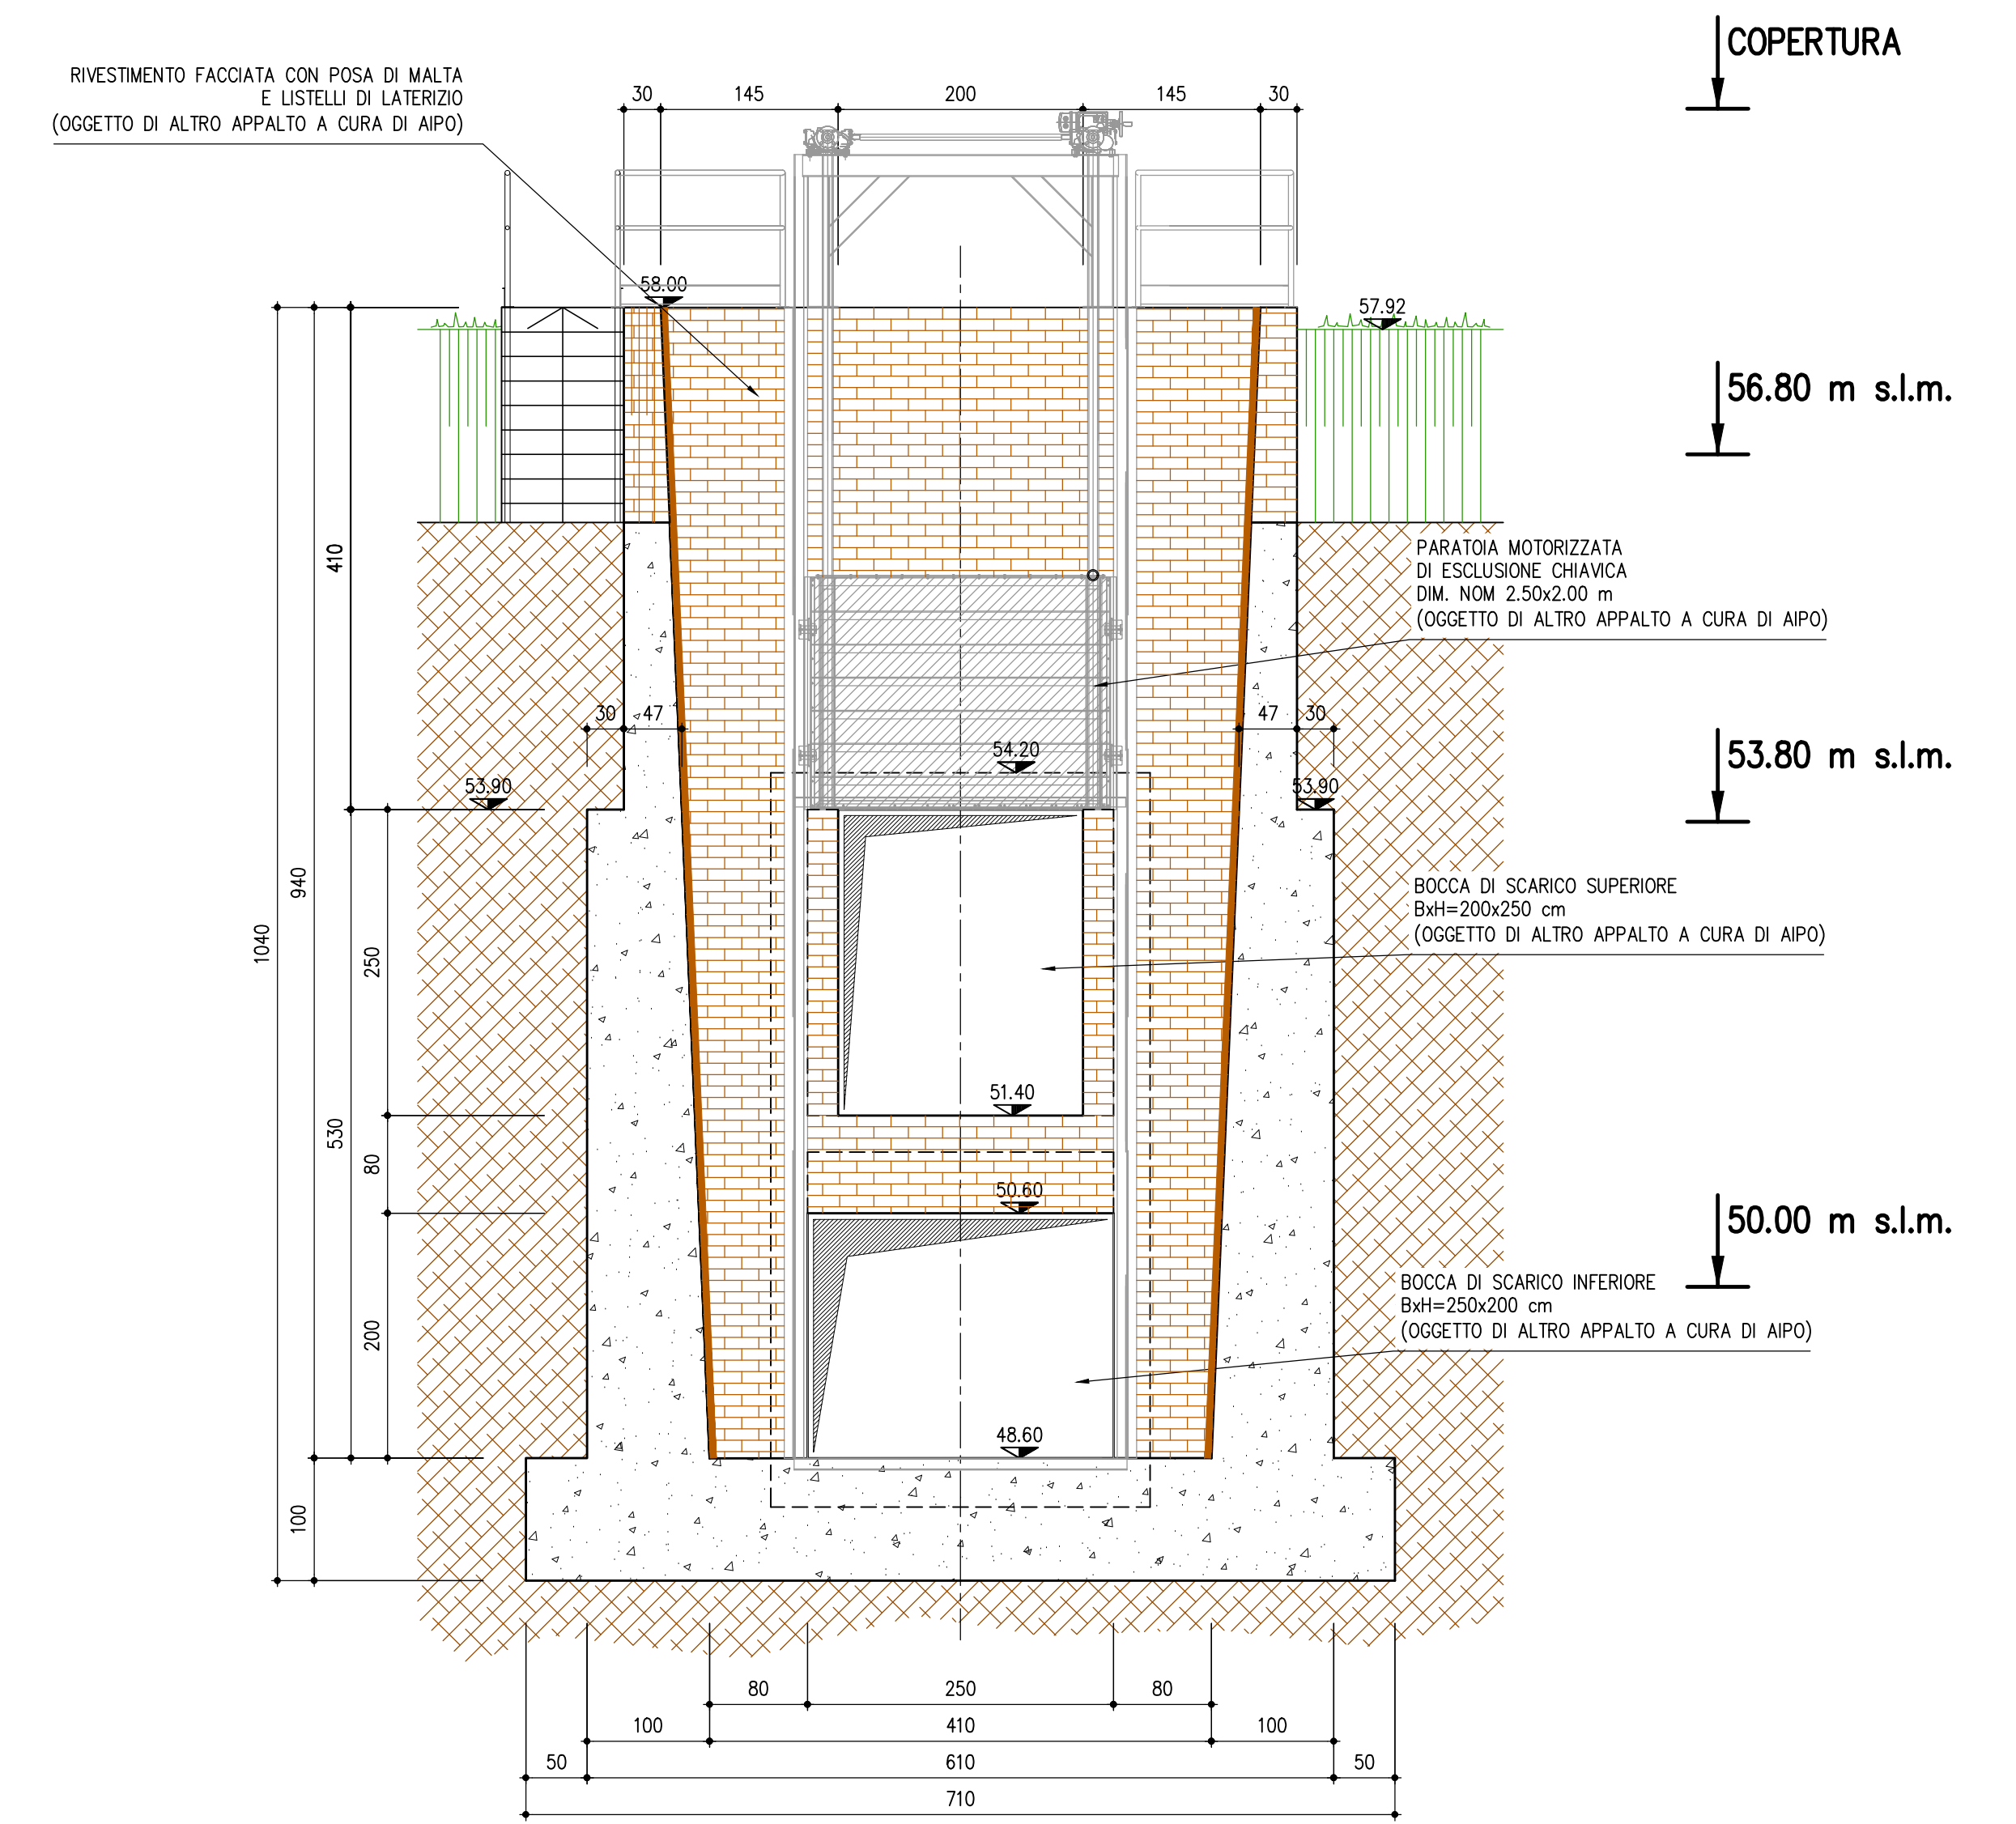 COPERTURA
RIVESTIMENTO FACCIATA CON POSA DI MALTA
E LISTELLI DI LATERIZIO
(OGGETTO DI ALTRO APPALTO A CURA DI AIPO)
30 145 200 145 30
58.00
57.92
56.80 m s.l.m.
410
PARATOIA MOTORIZZATA
DI ESCLUSIONE CHIAVICA
DIM. NOM 2.50x2.00 m
(OGGETTO DI ALTRO APPALTO A CURA DI AIPO)
30 47
47 30
54.20
53.90
53.90
53.80 m s.l.m.
940
1040
250
BOCCA DI SCARICO SUPERIORE
BxH=200x250 cm
(OGGETTO DI ALTRO APPALTO A CURA DI AIPO)
51.40
530
80
50.60
50.00 m s.l.m.
200
BOCCA DI SCARICO INFERIORE
BxH=250x200 cm
(OGGETTO DI ALTRO APPALTO A CURA DI AIPO)
48.60
100
80 250 80
100 410 100
50 610 50
710